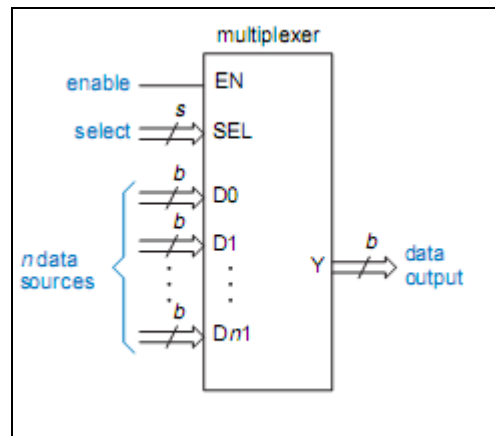 multiplexer
enable
EN
select
s
SEL
b
D0
b
D1
n data
sources
b
Dn1
Y
b
data
output